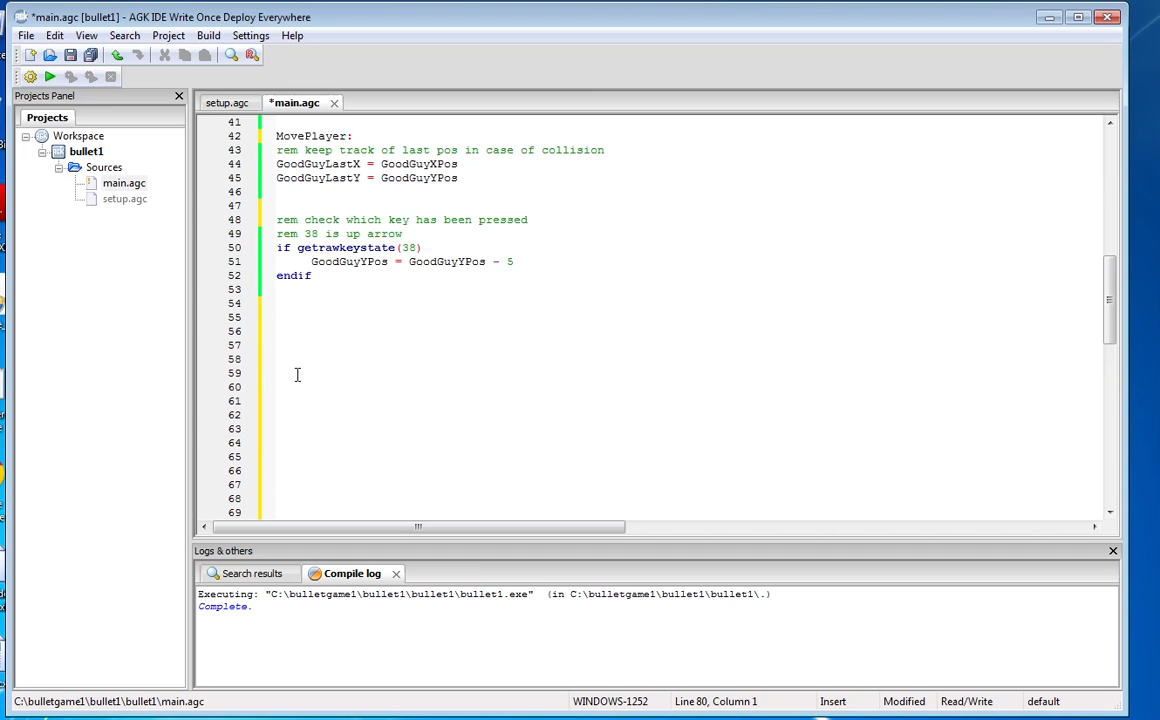 *main.agc [bullet1] - AGK IDE Write Once Deploy Everywhere
File Edit View Search Project Build Settings Help
Projects Panel
Projects
Workspace
bullet1
Sources
main.agc
setup.agc
setup.agc *main.agc
41
42 MovePlayer:
43 rem keep track of last pos in case of collision
44 GoodGuyLastX = GoodGuyXPos
45 GoodGuyLastY = GoodGuyYPos
46
47
48 rem check which key has been pressed
49 rem 38 is up arrow
50 if getrawkeystate(38)
51 GoodGuyYPos = GoodGuyYPos - 5
52 endif
53
54
55
56
57
58
59
60
61
62
63
64
65
66
67
68
69
Logs & others
Search results Compile log
Executing: "C:\bulletgame1\bullet1\bullet1\bullet1.exe" (in C:\bulletgame1\bullet1\bullet1\.)
Complete.
C:\bulletgame1\bullet1\bullet1\main.agc WINDOWS-1252 Line 80, Column 1 Insert Modified Read/Write default